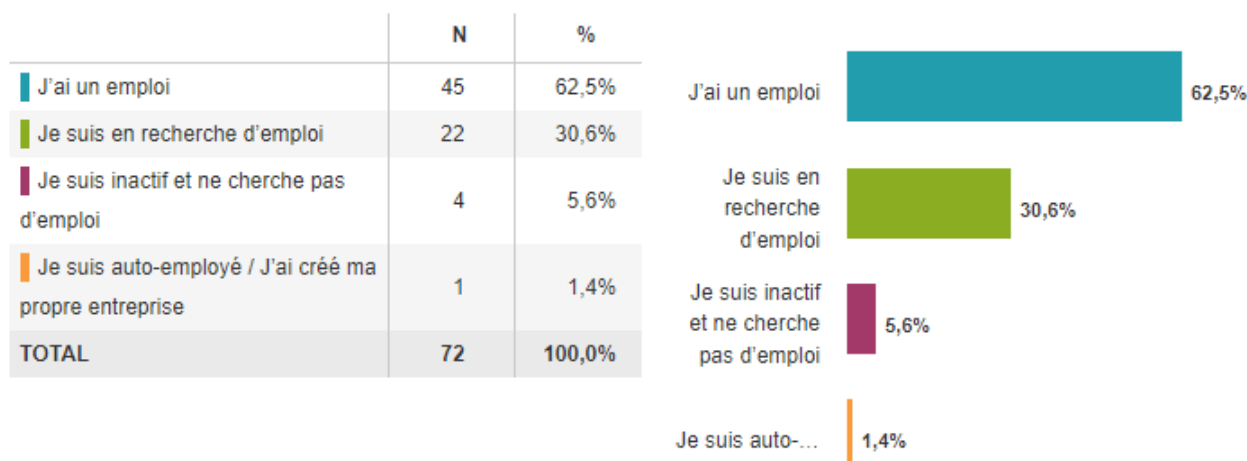 N %
J'ai un emploi 45 62,5%
Je suis en recherche d'emploi 22 30,6%
Je suis inactif et ne cherche pas
d'emploi 4 5,6%
Je suis auto-employé / J'ai créé ma
propre entreprise 1 1,4%
TOTAL 72 100,0%
J'ai un emploi 62,5%
Je suis en
recherche
d'emploi
30,6%
Je suis inactif
et ne cherche
pas d'emploi
5,6%
Je suis auto-... 1,4%